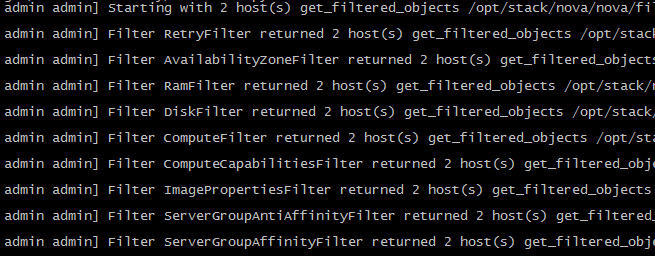 admin admin] Starting with 2 host(s) get_filtered_objects /opt/stack/nova/nova/fil
admin admin] Filter RetryFilter returned 2 host(s) get_filtered_objects /opt/stack
admin admin] Filter AvailabilityZoneFilter returned 2 host(s) get_filtered_objects
admin admin] Filter RamFilter returned 2 host(s) get_filtered_objects /opt/stack/n
admin admin] Filter DiskFilter returned 2 host(s) get_filtered_objects /opt/stack/
admin admin] Filter ComputeFilter returned 2 host(s) get_filtered_objects /opt/sta
admin admin] Filter ComputeCapabilitiesFilter returned 2 host(s) get_filtered_obje
admin admin] Filter ImagePropertiesFilter returned 2 host(s) get_filtered_objects
admin admin] Filter ServerGroupAntiAffinityFilter returned 2 host(s) get_filtered_
admin admin] Filter ServerGroupAffinityFilter returned 2 host(s) get_filtered_obje